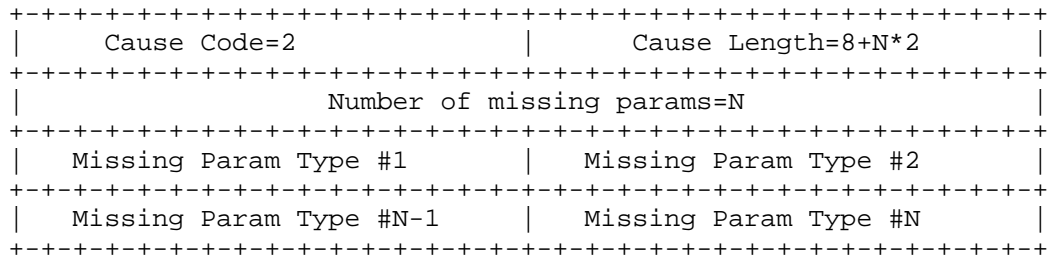 +-+-+-+-+-+-+-+-+-+-+-+-+-+-+-+-+-+-+-+-+-+-+-+-+-+-+-+-+-+-+-+-+
|     Cause Code=2              |      Cause Length=8+N*2       |
+-+-+-+-+-+-+-+-+-+-+-+-+-+-+-+-+-+-+-+-+-+-+-+-+-+-+-+-+-+-+-+-+
|                   Number of missing params=N                  |
+-+-+-+-+-+-+-+-+-+-+-+-+-+-+-+-+-+-+-+-+-+-+-+-+-+-+-+-+-+-+-+-+
|   Missing Param Type #1       |   Missing Param Type #2       |
+-+-+-+-+-+-+-+-+-+-+-+-+-+-+-+-+-+-+-+-+-+-+-+-+-+-+-+-+-+-+-+-+
|   Missing Param Type #N-1     |   Missing Param Type #N       |
+-+-+-+-+-+-+-+-+-+-+-+-+-+-+-+-+-+-+-+-+-+-+-+-+-+-+-+-+-+-+-+-+